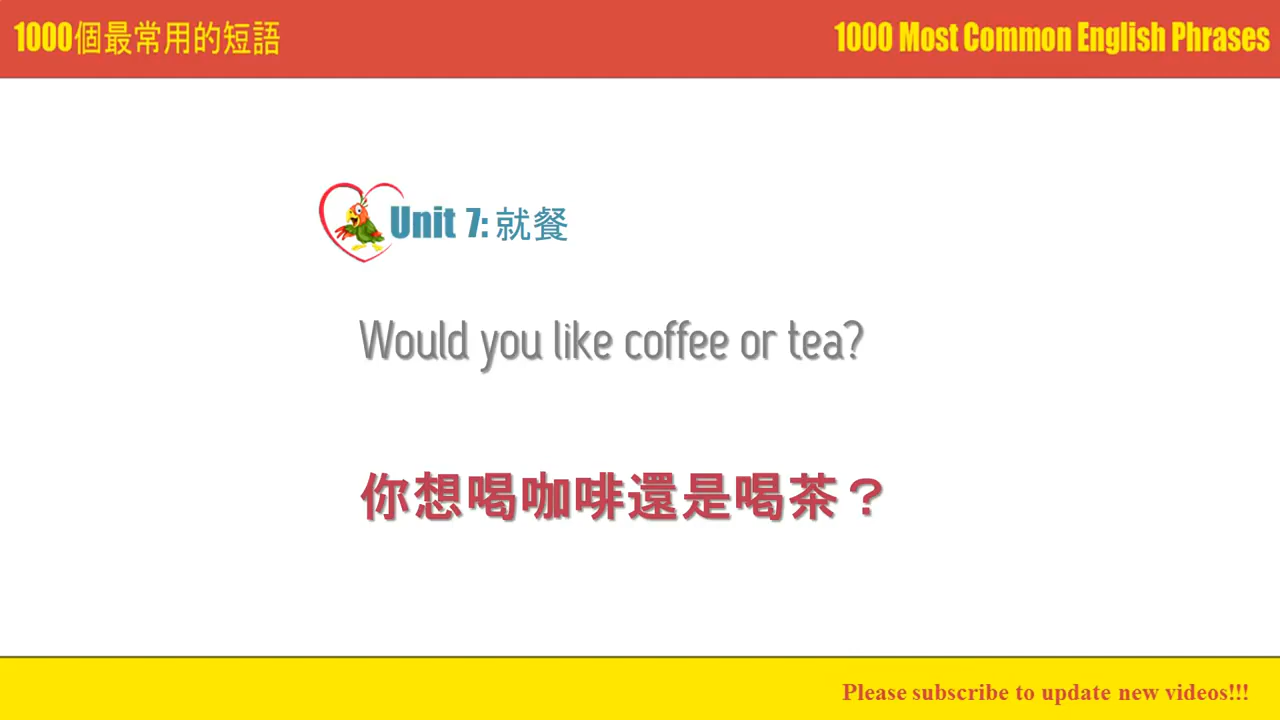 1000個最常用的短語
1000 Most Common English Phrases
Unit 7: 就餐
Would you like coffee or tea?
你想喝咖啡還是喝茶？
Please subscribe to update new videos!!!